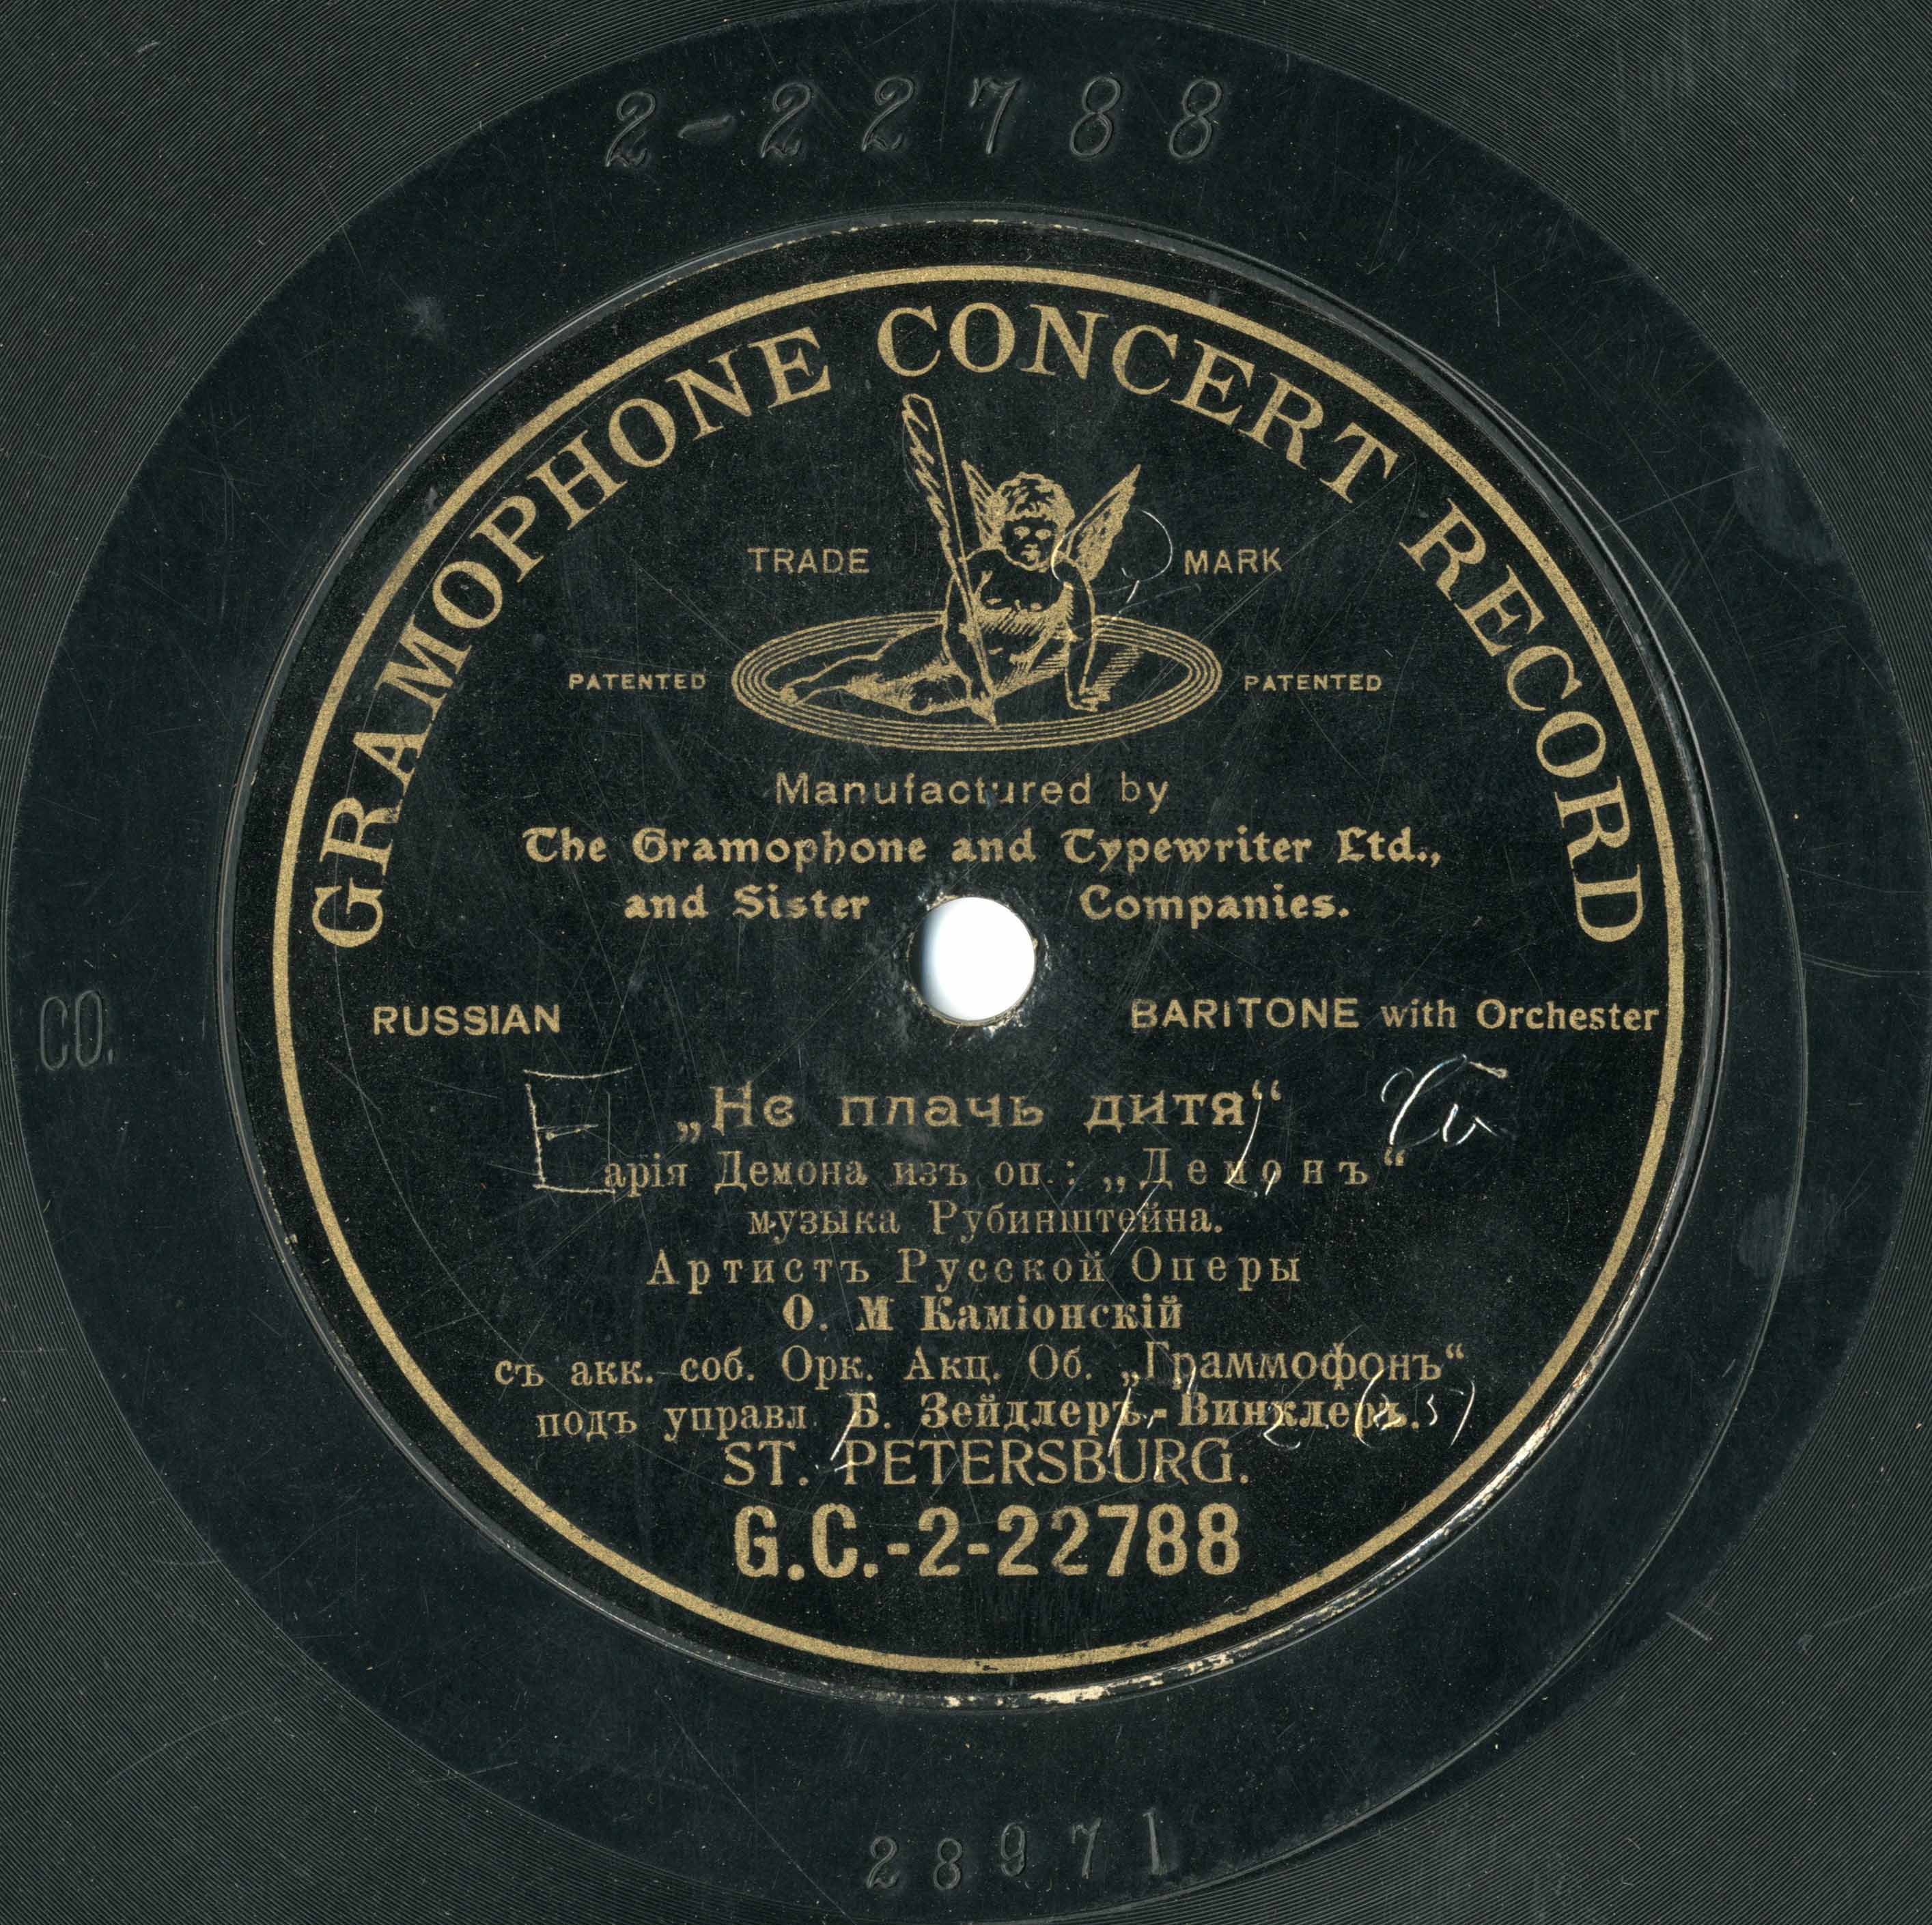 2-22788
GRAMOPHONE CONCERT RECORD
TRADE MARK
PATENTED PATENTED
Manufactured by
The Gramophone and Typewriter Ltd.,
and Sister Companies.
CO.
RUSSIAN BARITONE with Orchester
„Не плачь дитя“
E
арія Демона изъ оп.: „Демонъ“
музыка Рубинштейна.
Артистъ Русской Оперы
О. М Каміонскій
съ акк. соб. Орк. Акц. Об. „Граммофонъ“
подъ управл. Б. Зейдлеръ-Винклеръ.
ST. PETERSBURG.
G.C.-2-22788
28971